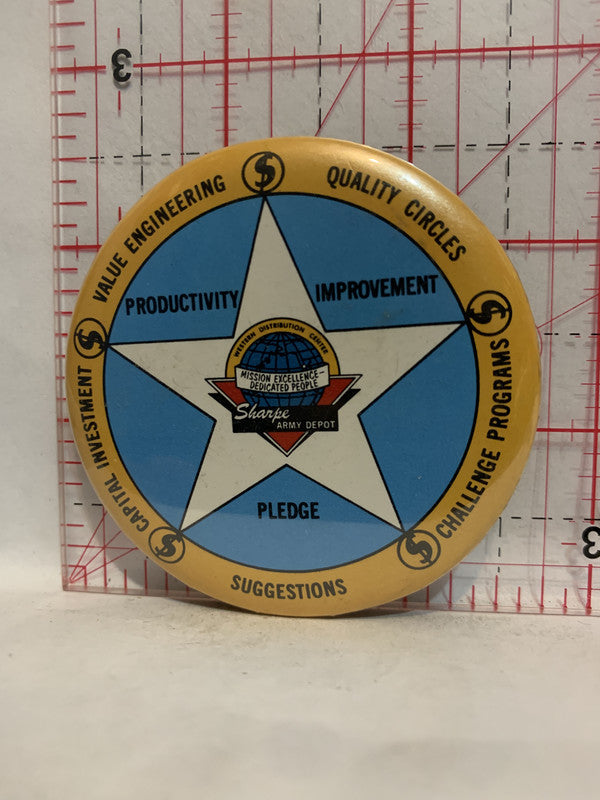 3
VALUE ENGINEERING
QUALITY CIRCLES
PRODUCTIVITY
IMPROVEMENT
WESTERN DISTRIBUTION CENTER
MISSION EXCELLENCE–
DEDICATED PEOPLE
Sharpe
ARMY DEPOT
CAPITAL INVESTMENT
CHALLENGE PROGRAMS
PLEDGE
SUGGESTIONS
3